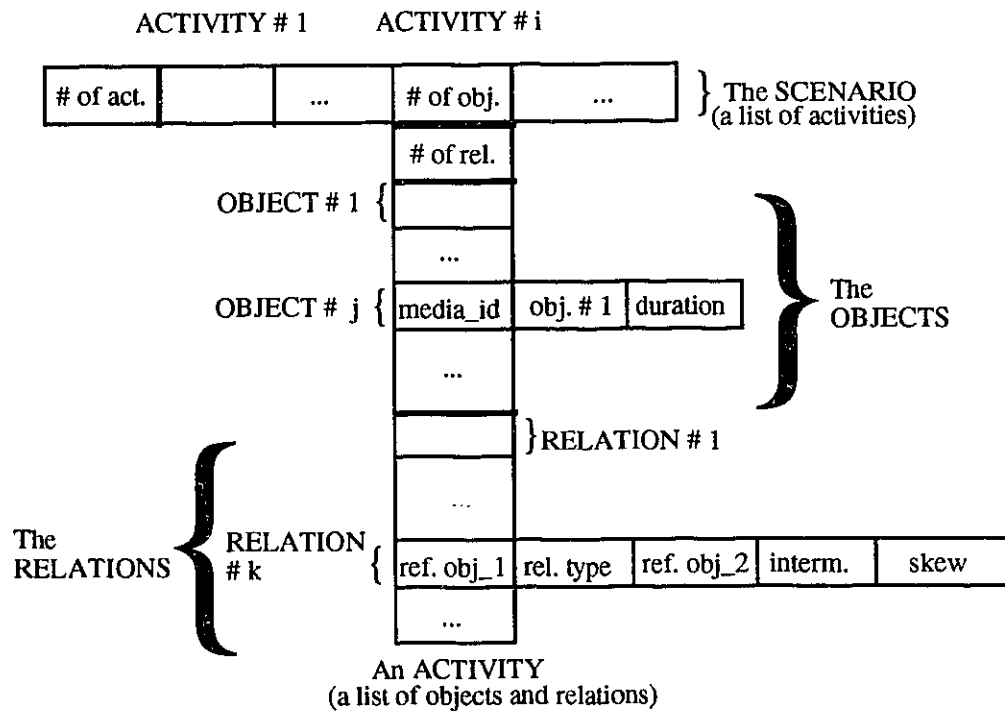 ACTIVITY # 1 ACTIVITY # i
# of act. ... # of obj. ...
} The SCENARIO
(a list of activities)
# of rel.
OBJECT # 1 {
...
OBJECT # j { media_id obj. # 1 duration
The
OBJECTS
...
} RELATION # 1
...
The
RELATIONS
RELATION
# k
{ ref. obj_1 rel. type ref. obj_2 interm. skew
...
An ACTIVITY
(a list of objects and relations)